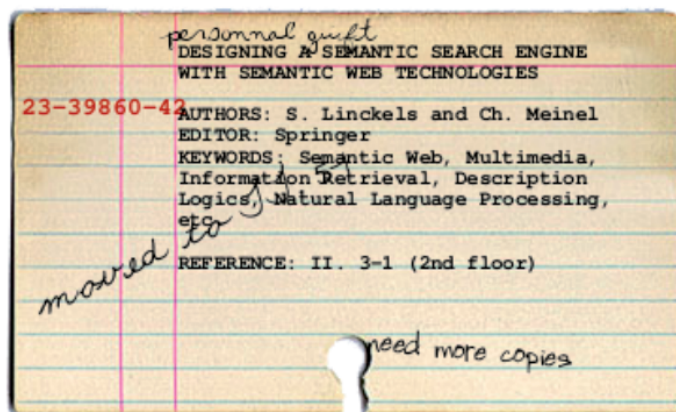 personnal guift
DESIGNING A SEMANTIC SEARCH ENGINE
WITH SEMANTIC WEB TECHNOLOGIES
23-39860-42
AUTHORS: S. Linckels and Ch. Meinel
EDITOR: Springer
KEYWORDS: Semantic Web, Multimedia,
Information Retrieval, Description
Logics, Natural Language Processing,
etc.
moved to
REFERENCE: II. 3-1 (2nd floor)
need more copies